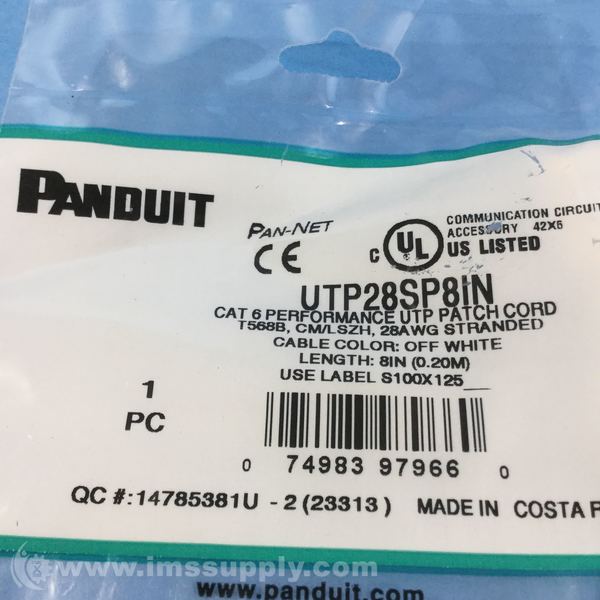 PANDUIT
PAN-NET
CE
C UL US LISTED
COMMUNICATION CIRCUIT
ACCESSORY 42X6
UTP28SP8IN
CAT 6 PERFORMANCE UTP PATCH CORD
T568B, CM/LSZH, 28AWG STRANDED
CABLE COLOR: OFF WHITE
LENGTH: 8IN (0.20M)
USE LABEL S100X125
1
PC
0 74983 97966 0
QC #:14785381U - 2 (23313) MADE IN COSTA R
© www.imssupply.com
www.panduit.com